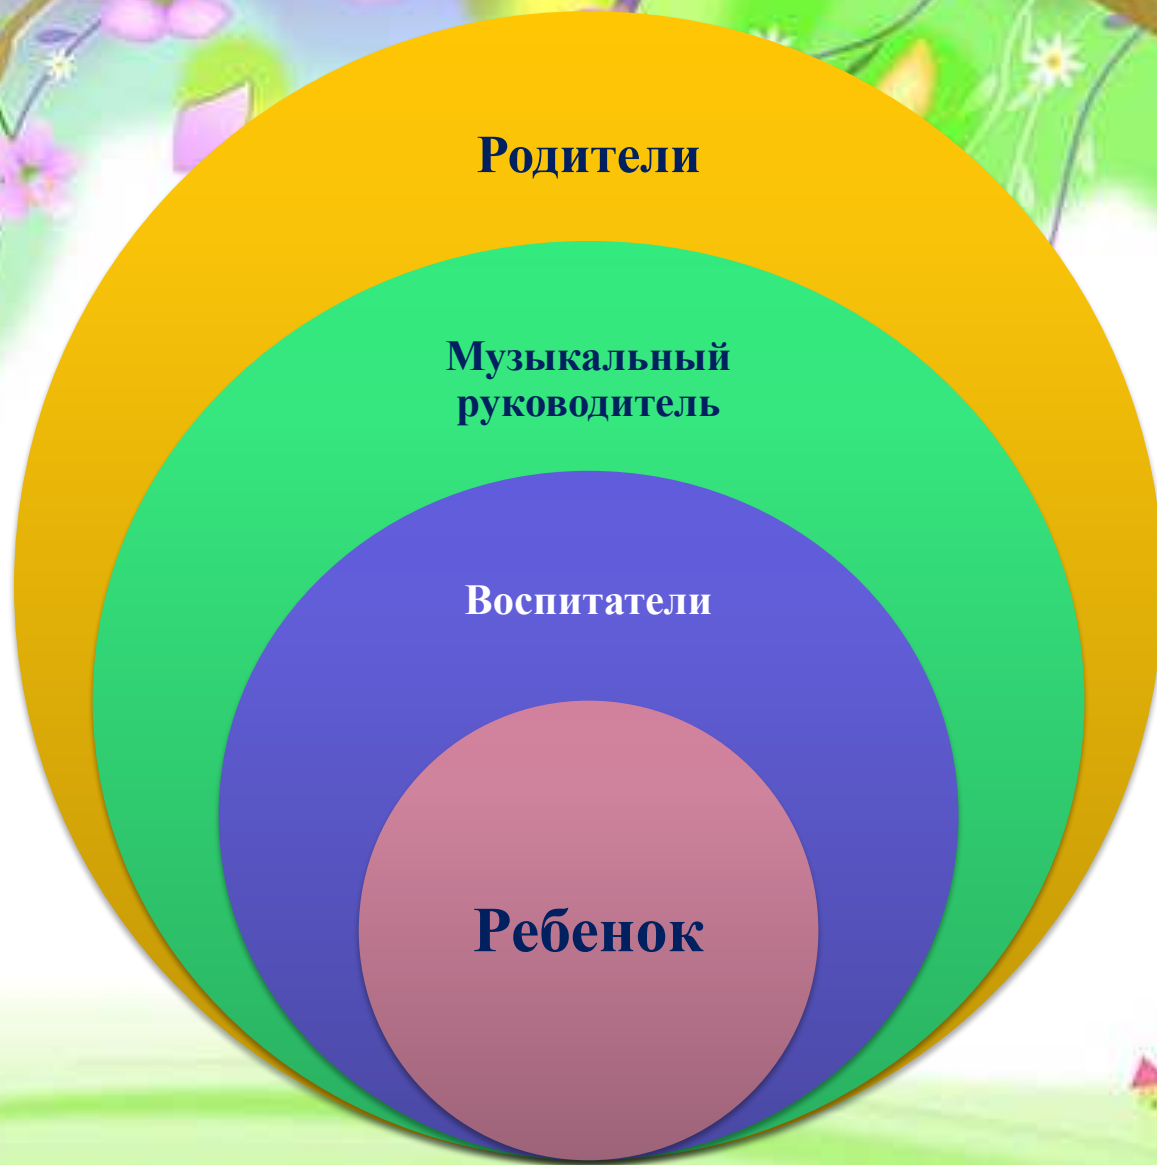 Родители
Музыкальный
руководитель
Воспитатели
Ребенок